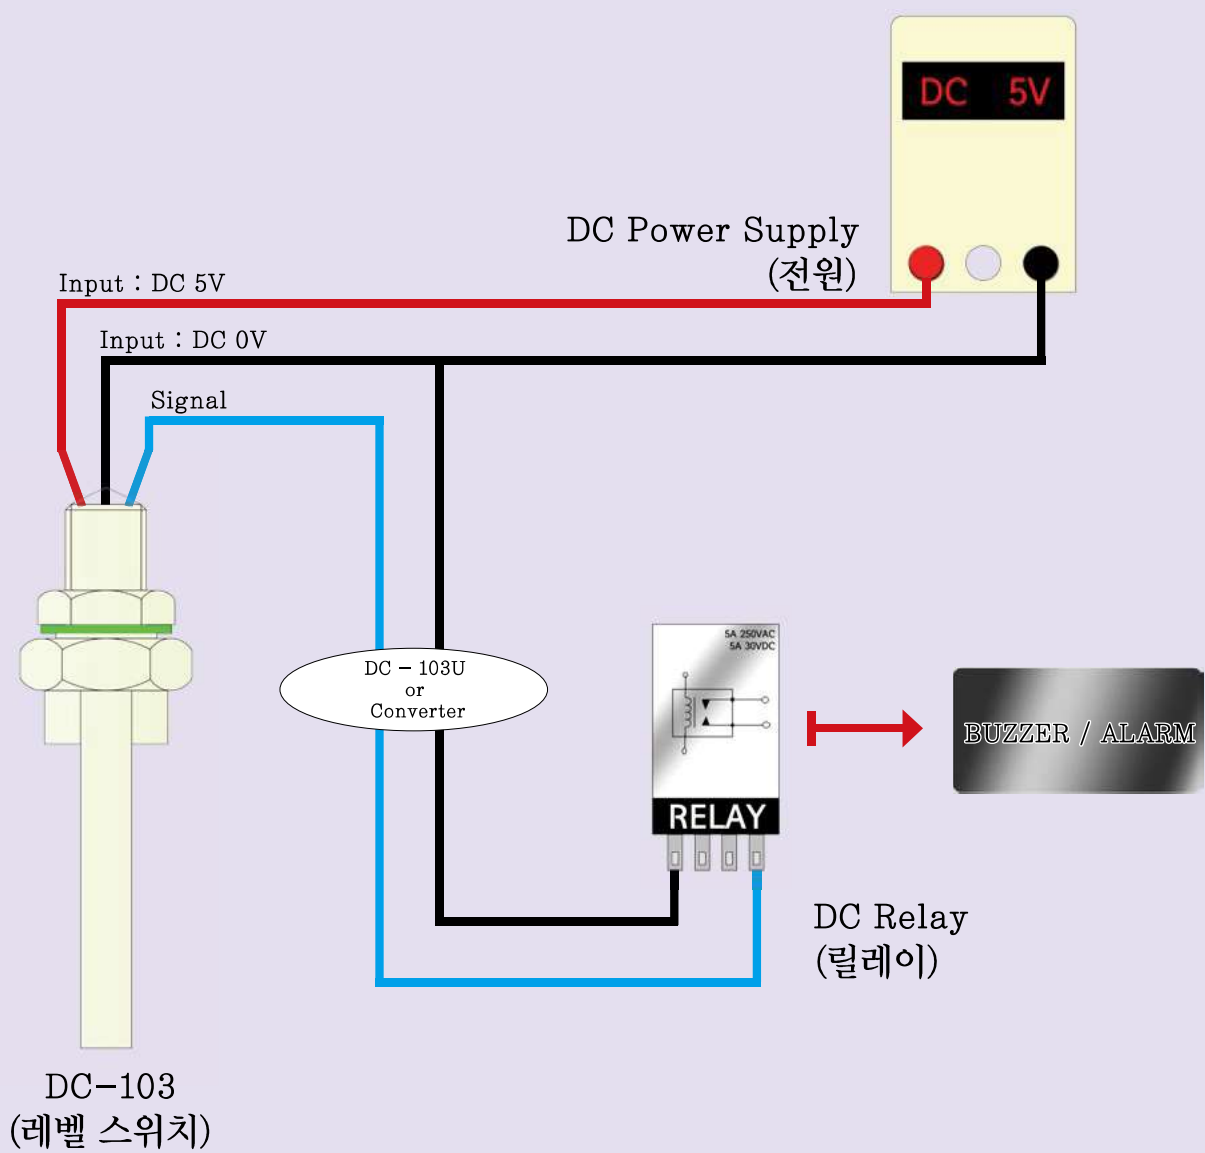 DC 5V
DC Power Supply
(전원)
Input : DC 5V
Input : DC 0V
Signal
DC - 103U
or
Converter
5A 250VAC
5A 30VDC
RELAY
BUZZER / ALARM
DC Relay
(릴레이)
DC-103
(레벨 스위치)